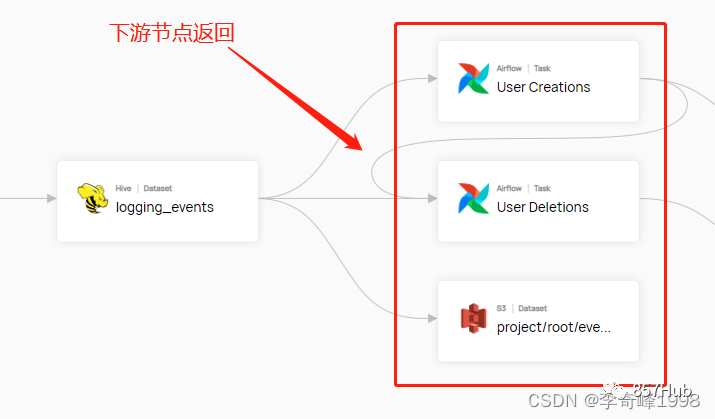 下游节点返回
Airflow | Task
User Creations
Hive | Dataset
logging_events
Airflow | Task
User Deletions
S3 | Dataset
project/root/eve...
857Hub
CSDN @李奇峰1998